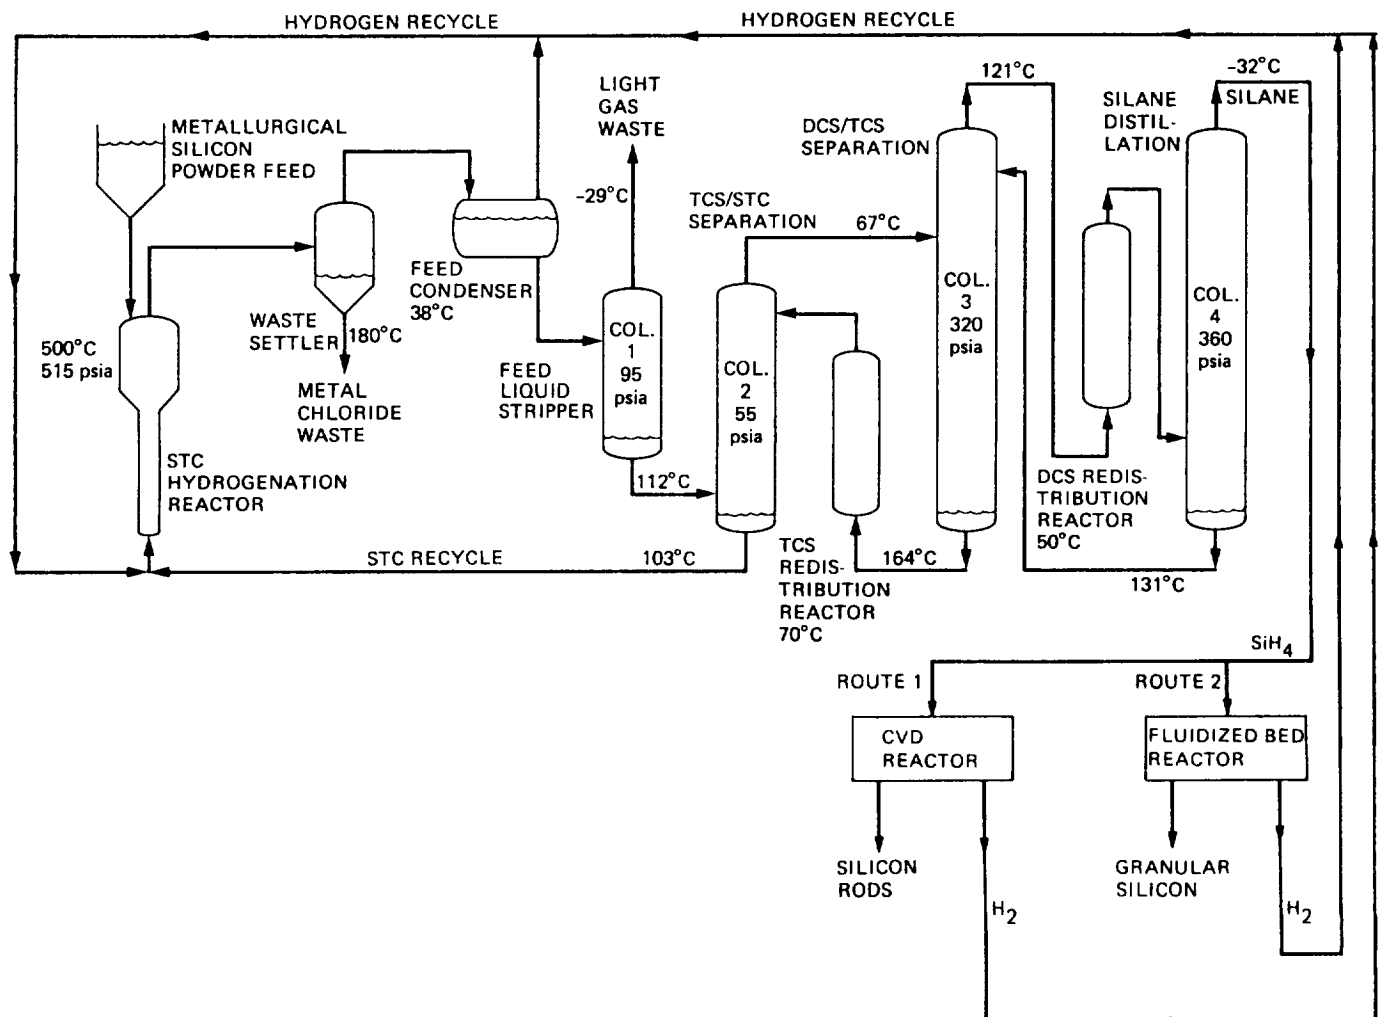 HYDROGEN RECYCLE
HYDROGEN RECYCLE
METALLURGICAL
SILICON
POWDER FEED
LIGHT
GAS
WASTE
-29°C
121°C
-32°C
SILANE
SILANE
DISTIL-
LATION
DCS/TCS
SEPARATION
TCS/STC
SEPARATION
67°C
FEED
CONDENSER
38°C
WASTE
SETTLER
180°C
METAL
CHLORIDE
WASTE
500°C
515 psia
STC
HYDROGENATION
REACTOR
FEED
LIQUID
STRIPPER
COL.
1
95
psia
112°C
COL.
2
55
psia
COL.
3
320
psia
COL.
4
360
psia
STC RECYCLE
103°C
TCS
REDIS-
TRIBUTION
REACTOR
70°C
164°C
DCS REDIS-
TRIBUTION
REACTOR
50°C
131°C
SiH4
ROUTE 1
ROUTE 2
CVD
REACTOR
FLUIDIZED BED
REACTOR
SILICON
RODS
H2
GRANULAR
SILICON
H2